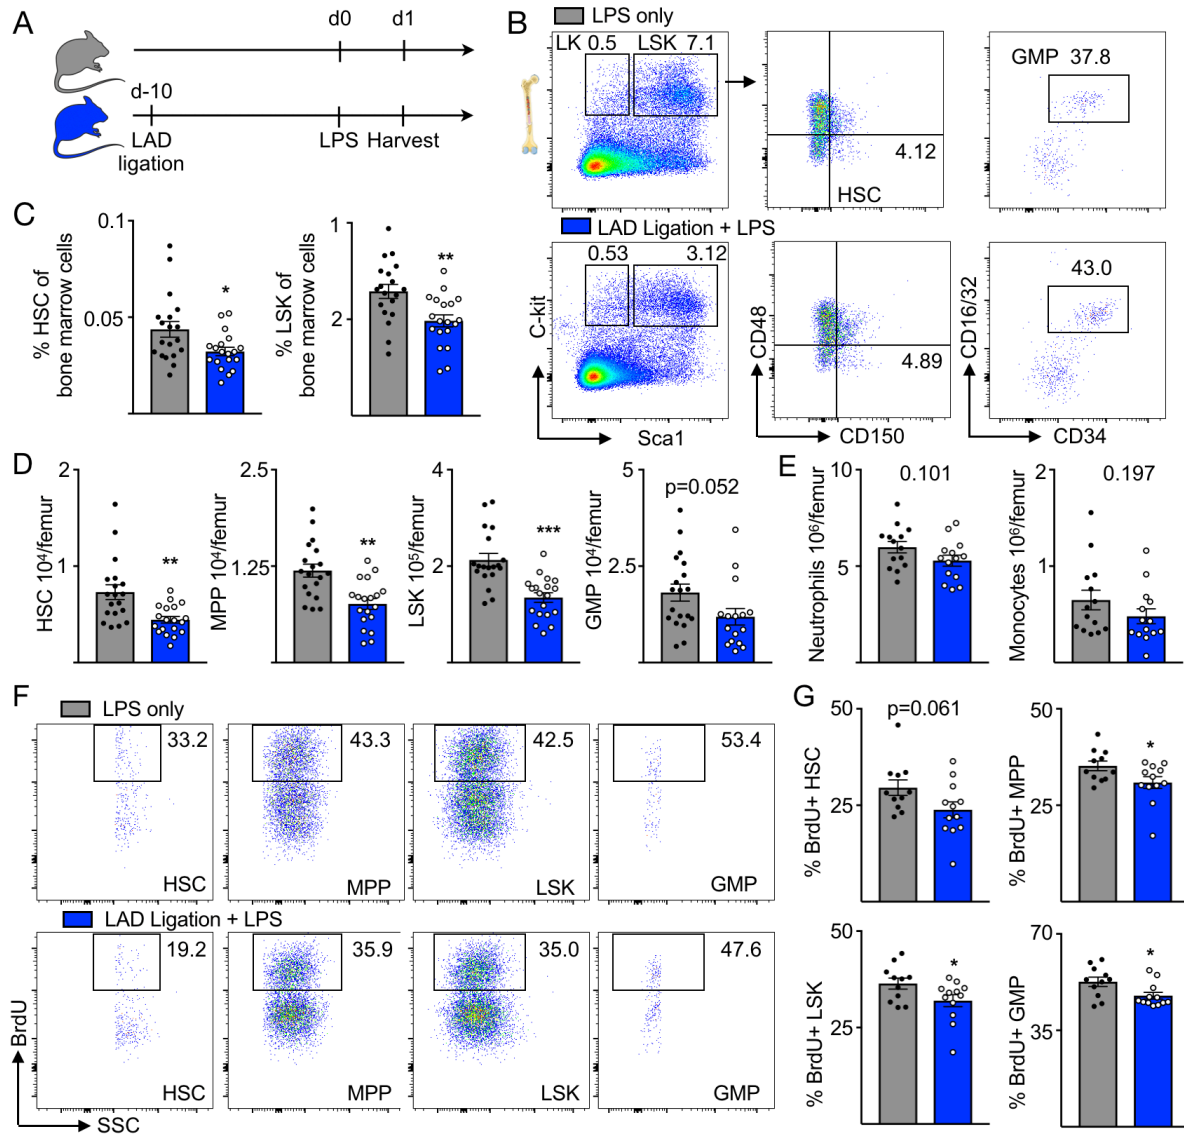 A
d0
d1
d-10
LAD
ligation
LPS
Harvest
B
LPS only
LK 0.5
LSK 7.1
4.12
HSC
GMP 37.8
LAD Ligation + LPS
0.53
3.12
4.89
43.0
C-kit
Sca1
CD48
CD150
CD16/32
CD34
C
% HSC of
bone marrow cells
0.1
0.05
*
% LSK of
bone marrow cells
1
2
**
D
HSC 10⁴/femur
2
1
**
MPP 10⁴/femur
2.5
1.25
**
LSK 10⁵/femur
4
2
***
GMP 10⁴/femur
5
2.5
p=0.052
E
Neutrophils 10⁶/femur
10
5
0.101
Monocytes 10⁶/femur
2
1
0.197
F
LPS only
33.2
HSC
43.3
MPP
42.5
LSK
53.4
GMP
LAD Ligation + LPS
19.2
HSC
35.9
MPP
35.0
LSK
47.6
GMP
BrdU
SSC
G
% BrdU+ HSC
50
25
p=0.061
% BrdU+ MPP
50
25
*
% BrdU+ LSK
50
25
*
% BrdU+ GMP
70
35
*